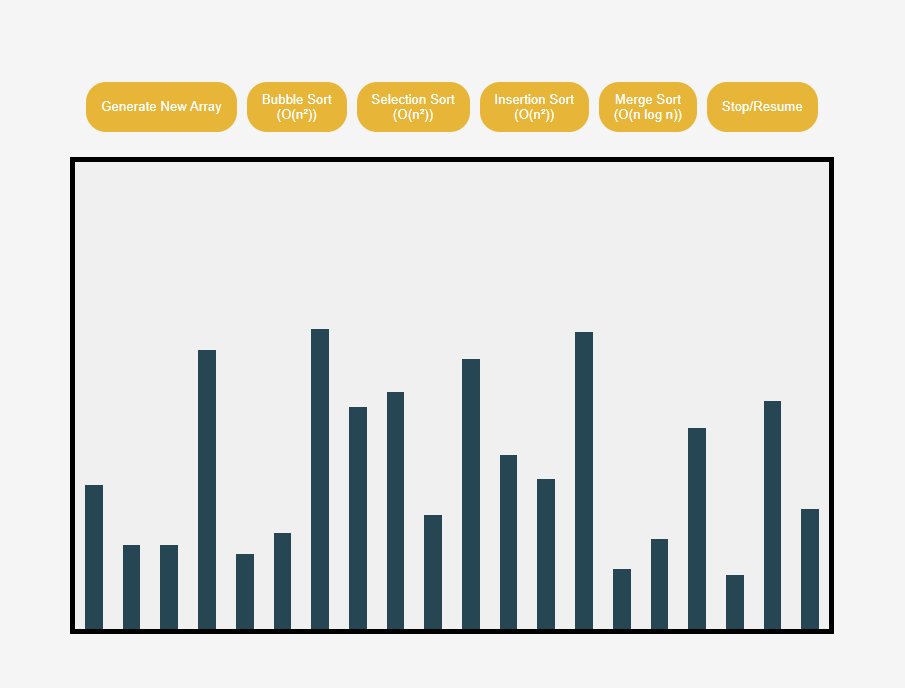 Generate New Array
Bubble Sort
(O(n²))
Selection Sort
(O(n²))
Insertion Sort
(O(n²))
Merge Sort
(O(n log n))
Stop/Resume